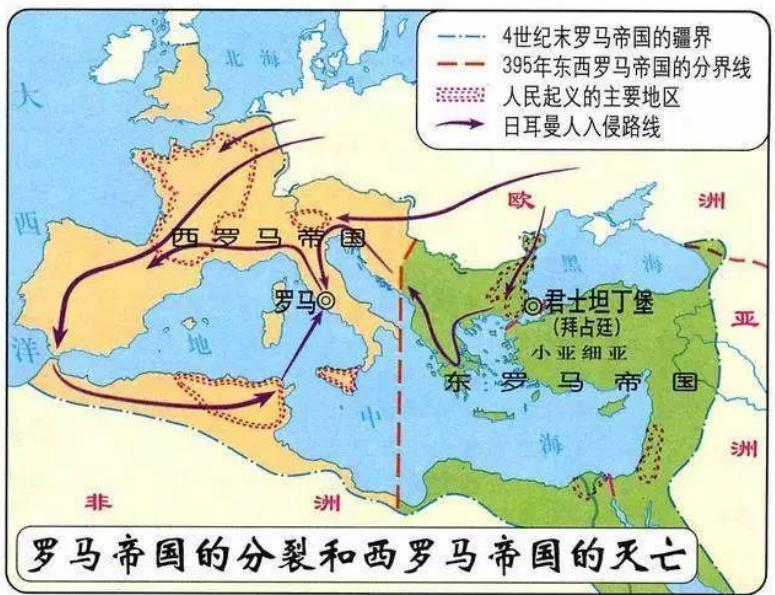 4世纪末罗马帝国的疆界
395年东西罗马帝国的分界线
人民起义的主要地区
日耳曼人入侵路线
北海
大西洋
欧洲
西罗马帝国
黑海
罗马
君士坦丁堡
(拜占廷)
小亚细亚
亚洲
地中海
东罗马帝国
非洲
罗马帝国的分裂和西罗马帝国的灭亡